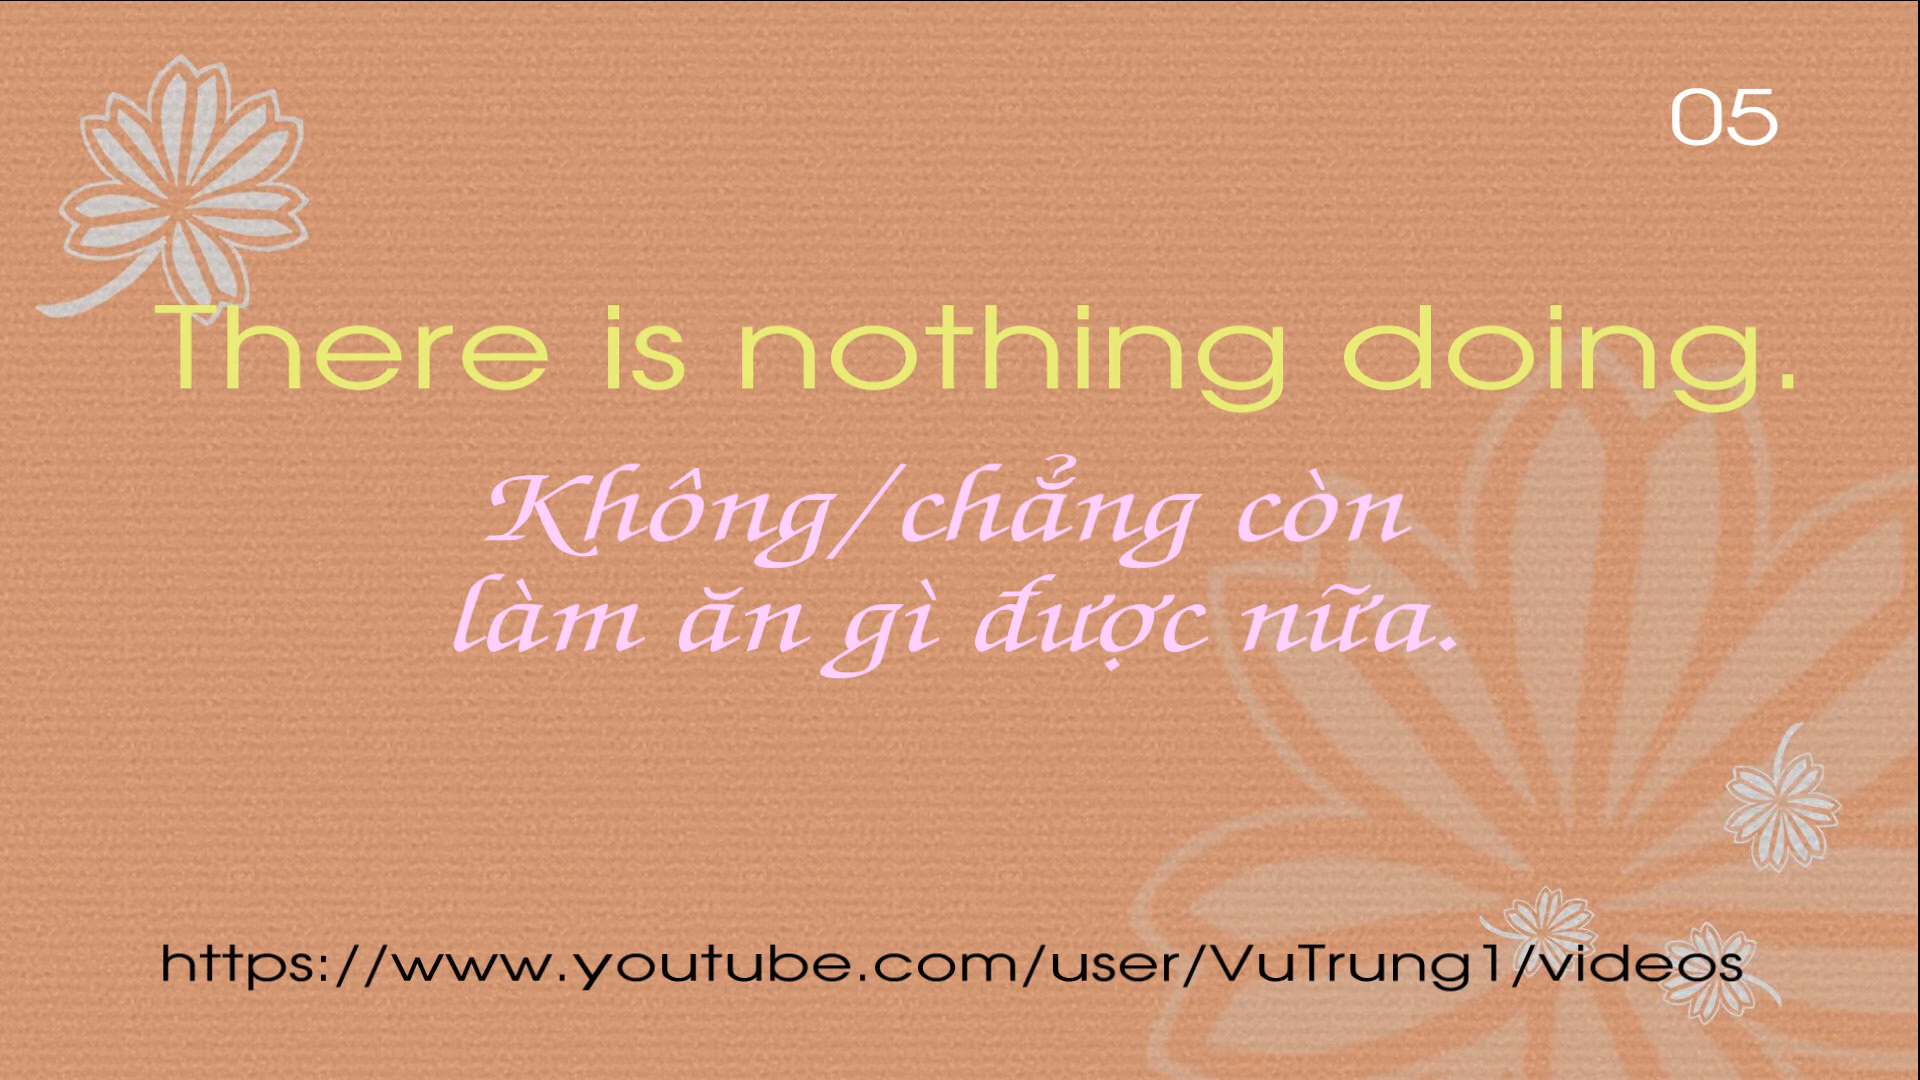 05
There is nothing doing.
Không/chẳng còn
làm ăn gì được nữa.
https://www.youtube.com/user/VuTrung1/videos